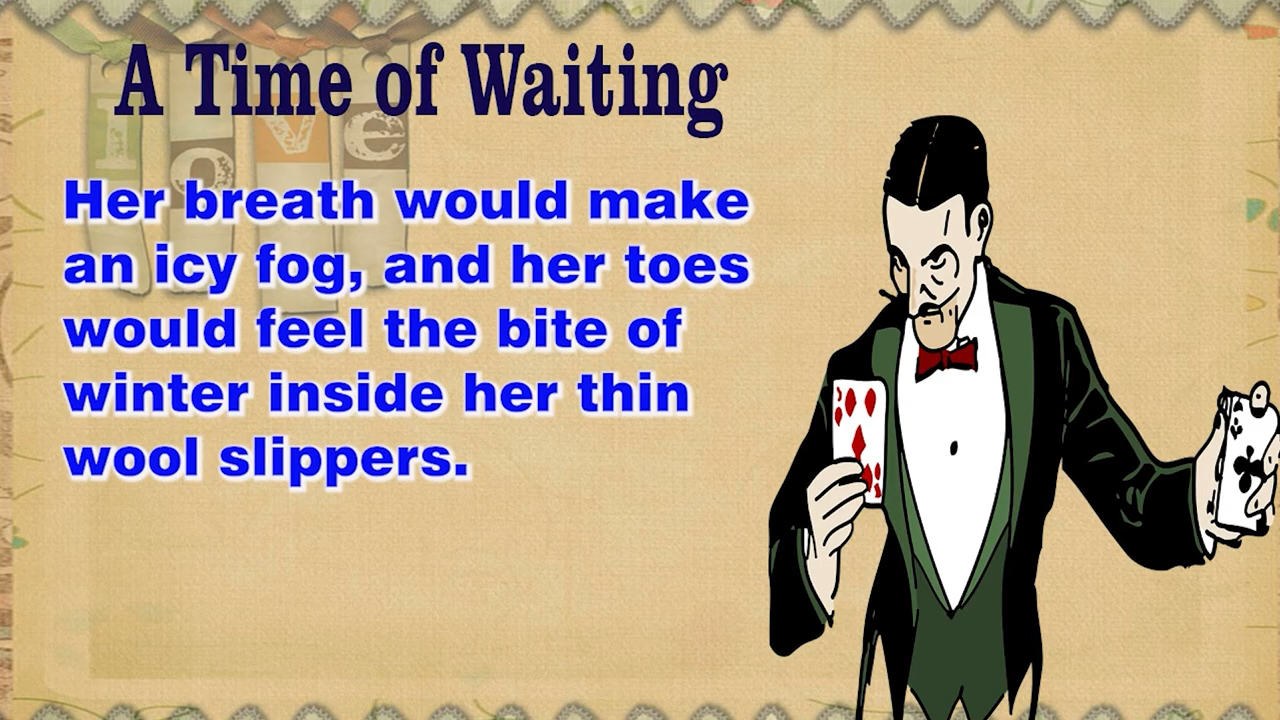 A Time of Waiting
love
Her breath would make
an icy fog, and her toes
would feel the bite of
winter inside her thin
wool slippers.